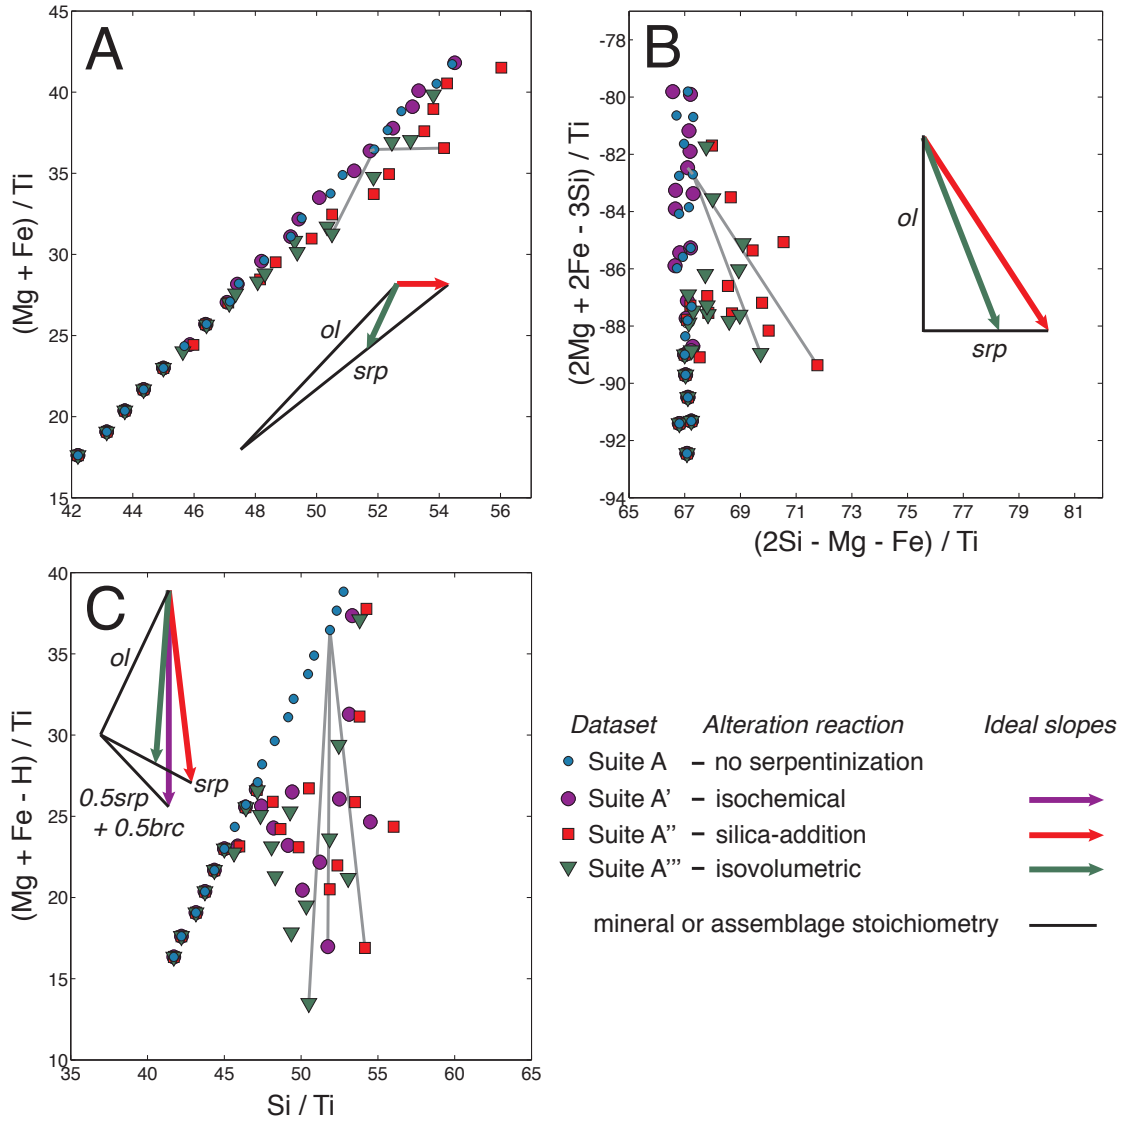 A
45
40
35
30
25
20
15
(Mg + Fe) / Ti
42
44
46
48
50
52
54
56
ol
srp
B
-78
-80
-82
-84
-86
-88
-90
-92
-94
(2Mg + 2Fe - 3Si) / Ti
65
67
69
71
73
75
77
79
81
(2Si - Mg - Fe) / Ti
ol
srp
C
40
35
30
25
20
15
10
(Mg + Fe - H) / Ti
35
40
45
50
55
60
65
Si / Ti
ol
srp
0.5srp
+ 0.5brc
Dataset Alteration reaction Ideal slopes
Suite A – no serpentinization
Suite A' – isochemical
Suite A'' – silica-addition
Suite A''' – isovolumetric
mineral or assemblage stoichiometry